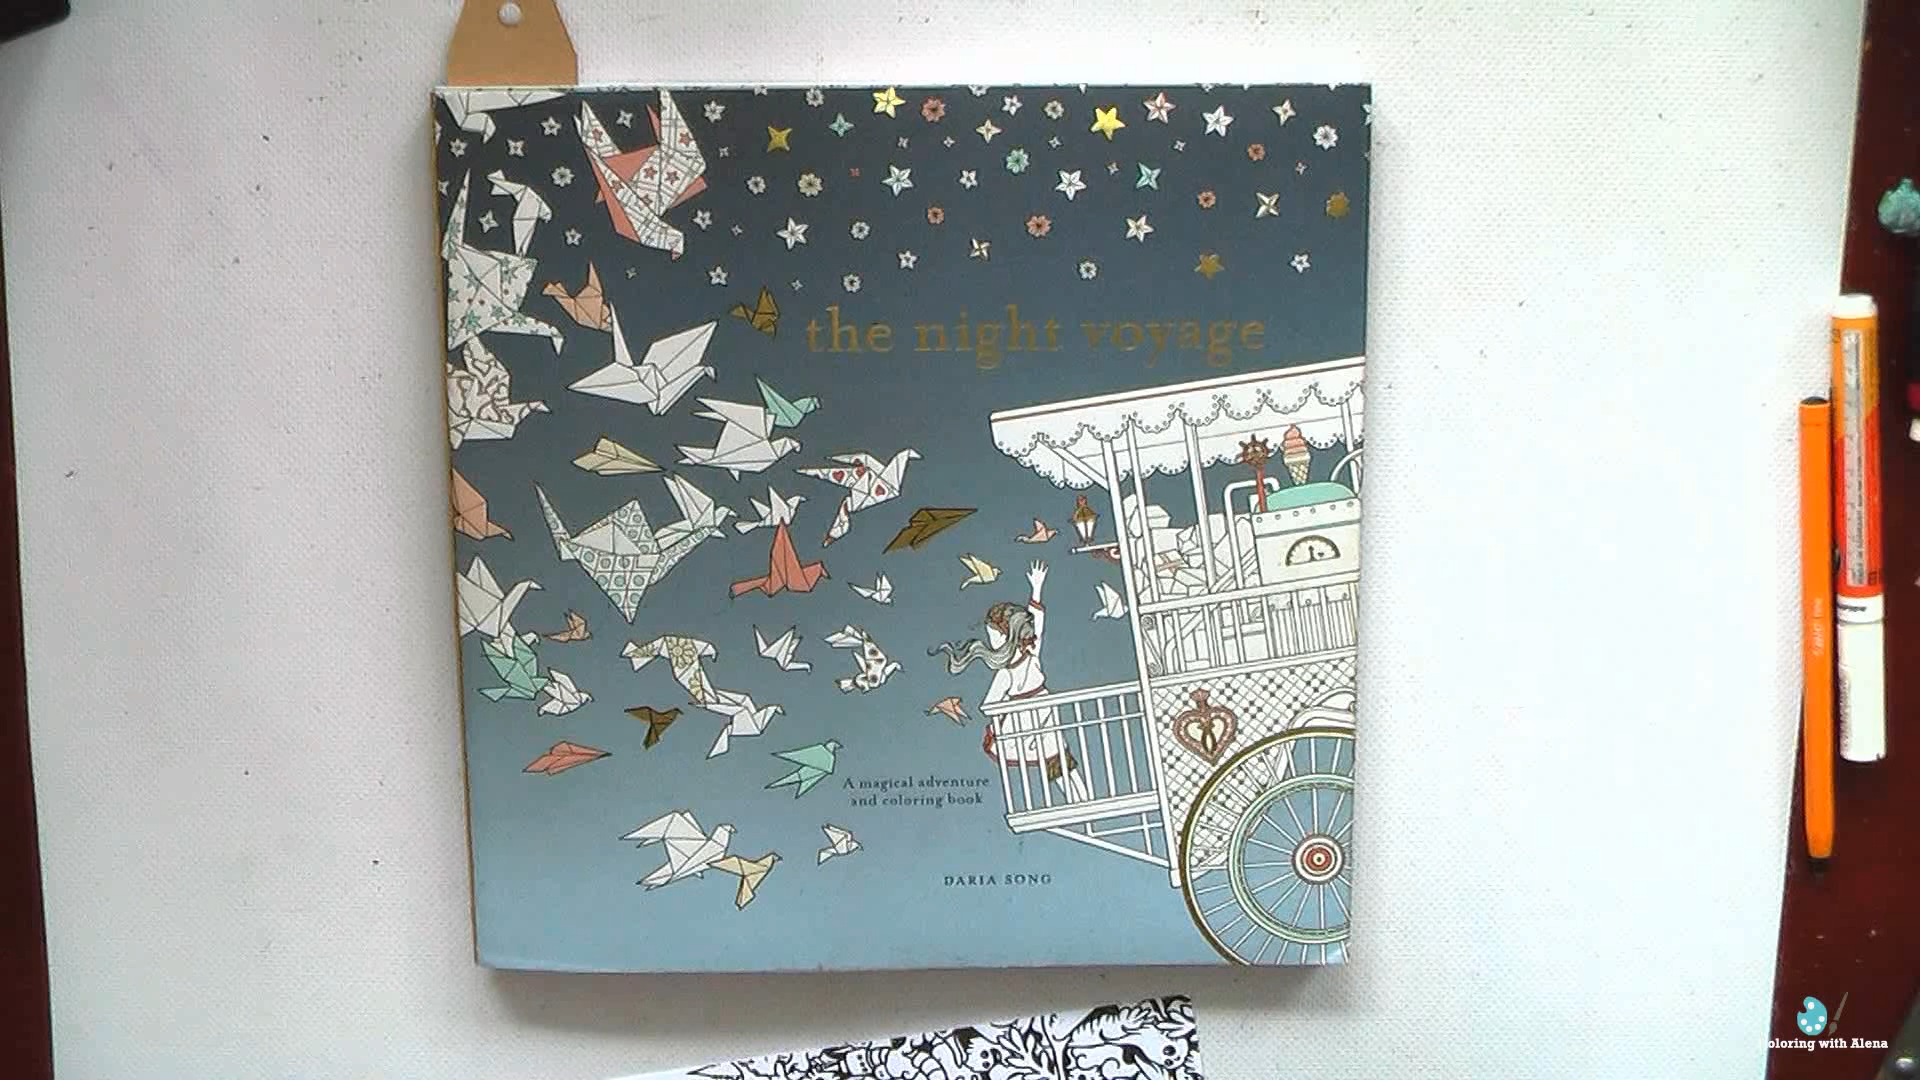 the night voyage
A magical adventure
and coloring book
DARIA SONG
oloring with Alena